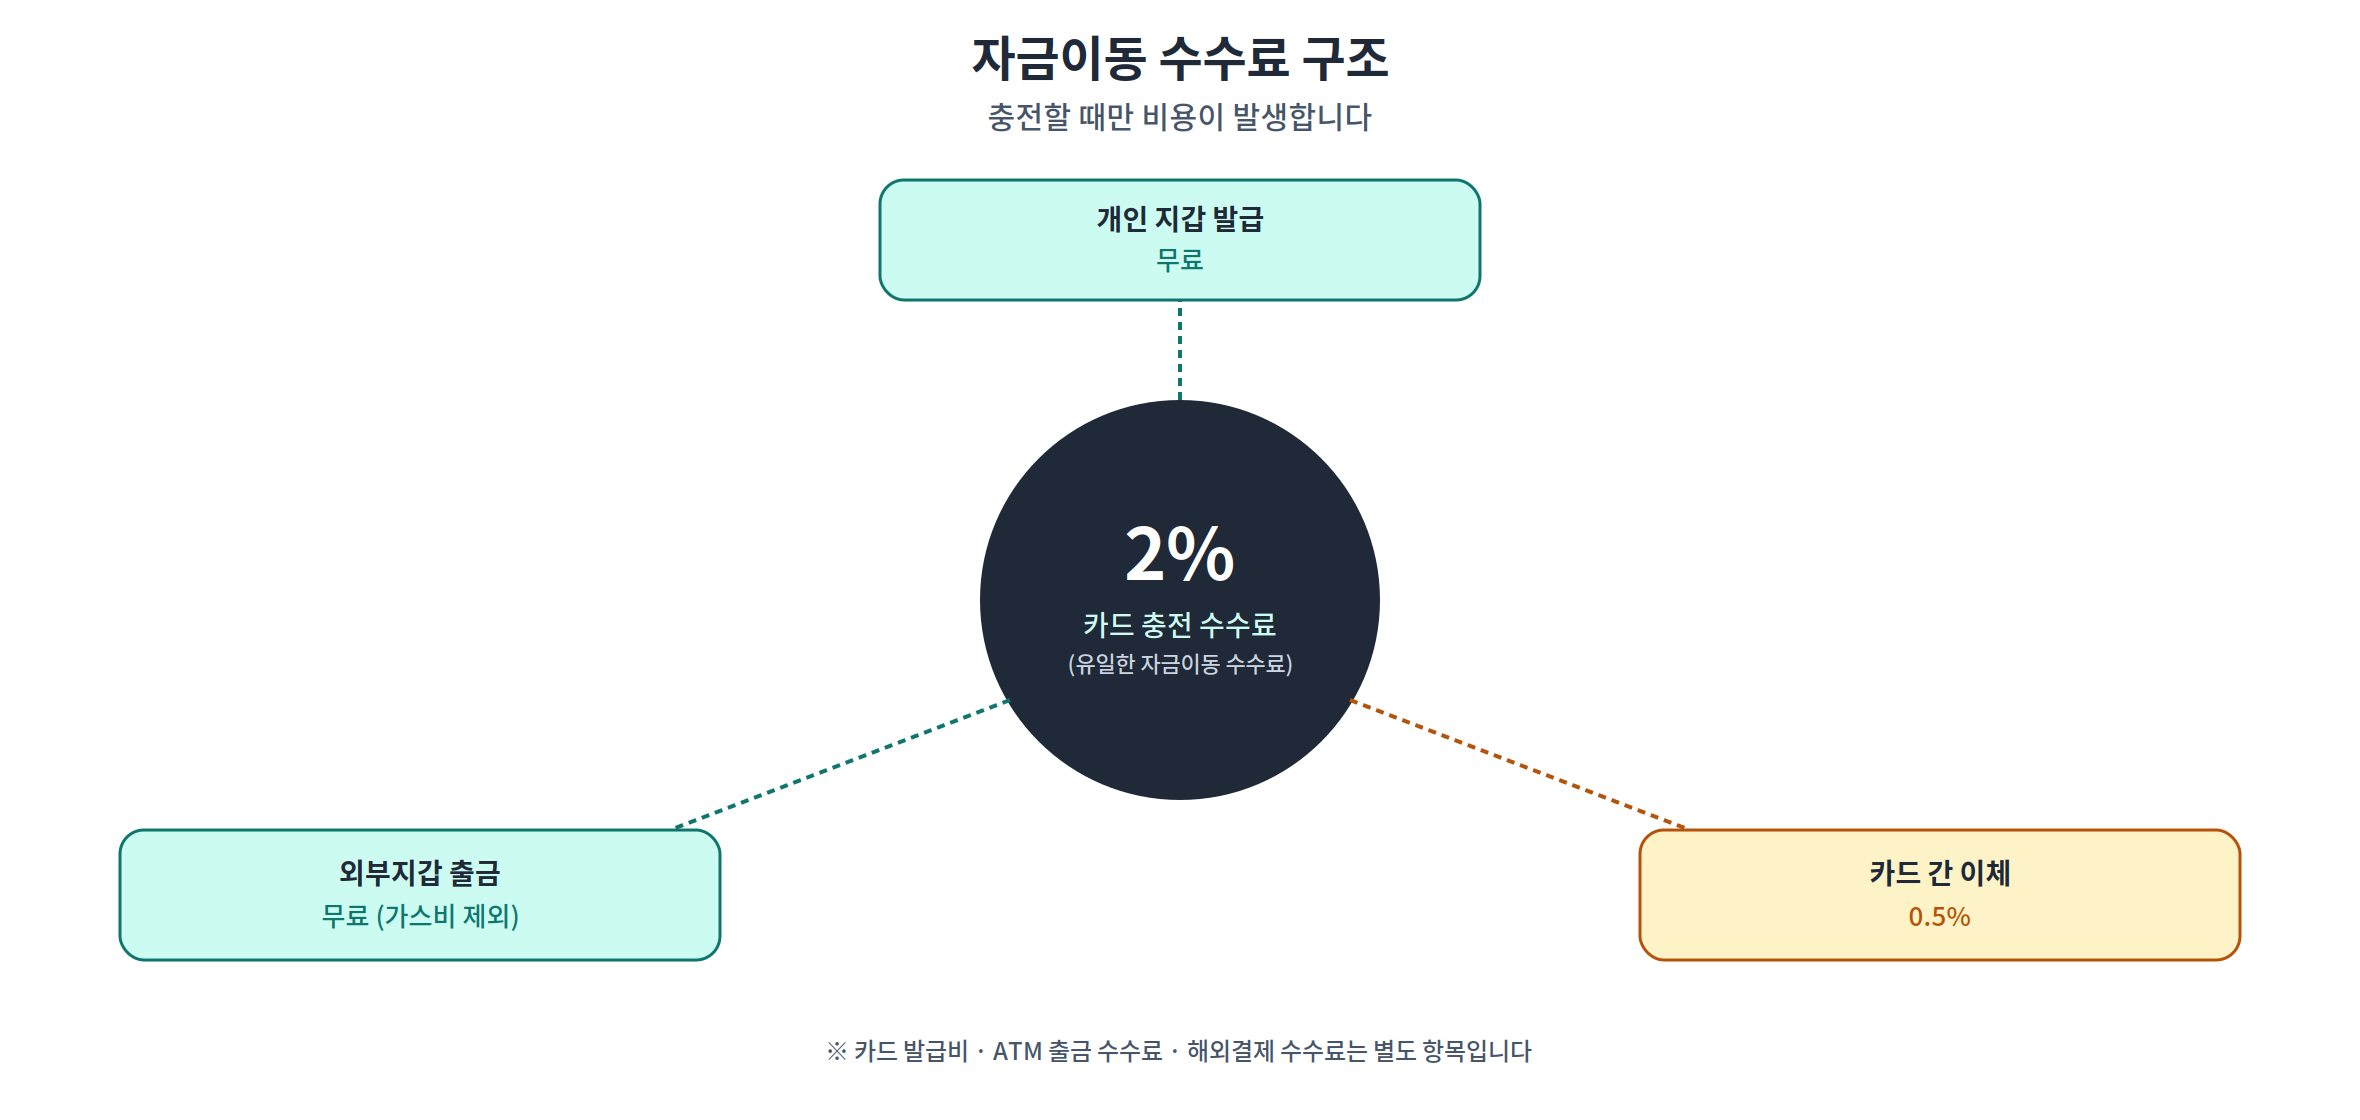 자금이동 수수료 구조
충전할 때만 비용이 발생합니다
개인 지갑 발급
무료
2%
카드 충전 수수료
(유일한 자금이동 수수료)
외부지갑 출금
무료 (가스비 제외)
카드 간 이체
0.5%
※ 카드 발급비 · ATM 출금 수수료 · 해외결제 수수료는 별도 항목입니다